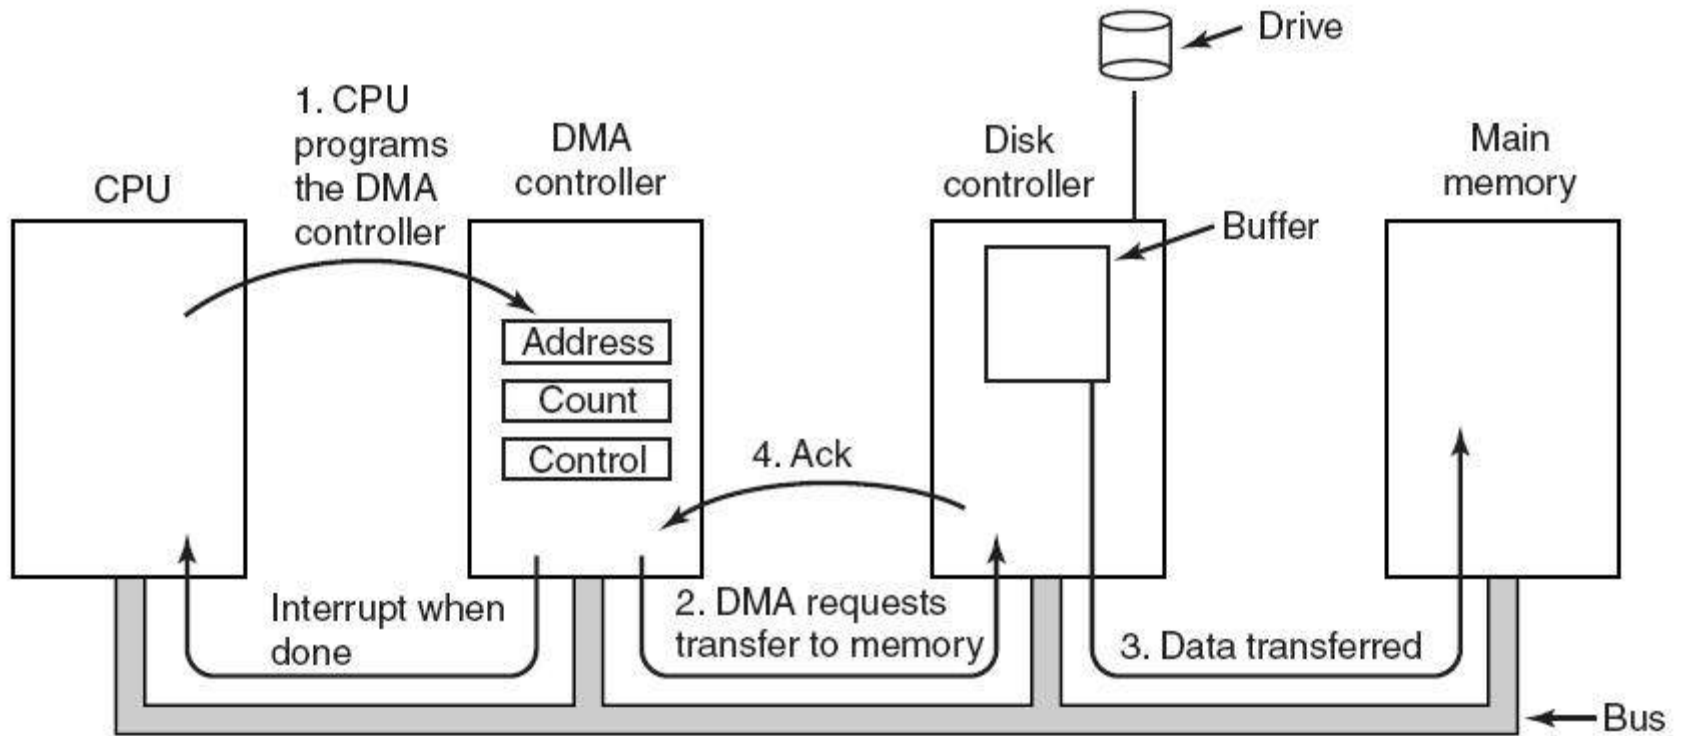 Drive
1. CPU
programs
the DMA
controller
DMA
controller
Disk
controller
Main
memory
CPU
Buffer
Address
Count
Control
4. Ack
Interrupt when
done
2. DMA requests
transfer to memory
3. Data transferred
Bus